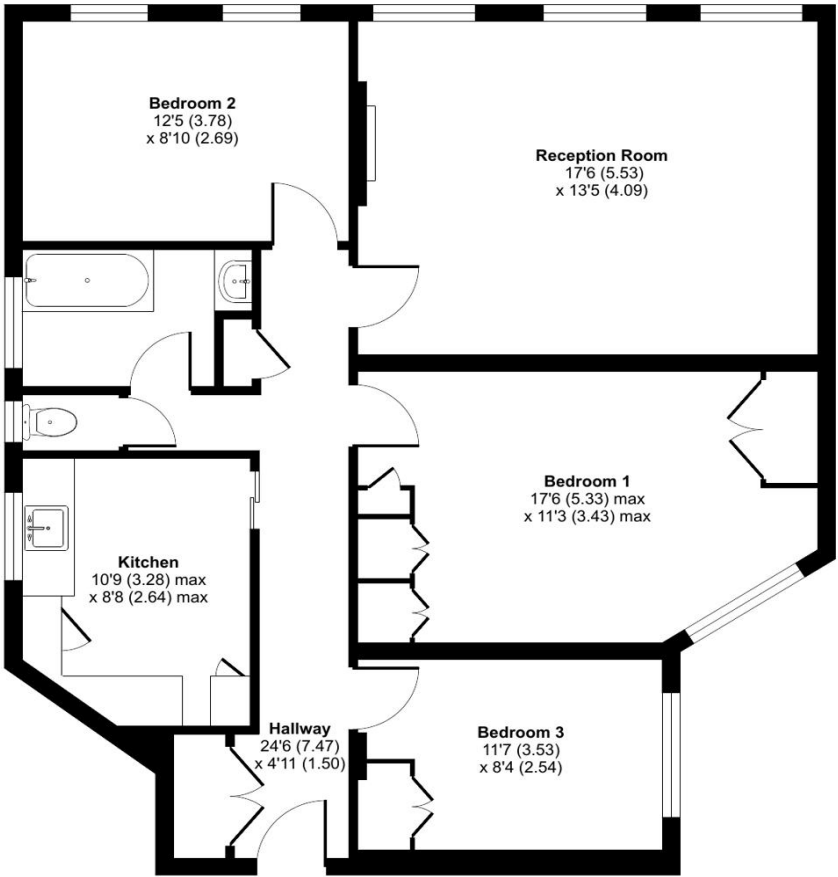 Bedroom 2
12'5 (3.78)
x 8'10 (2.69)
Reception Room
17'6 (5.53)
x 13'5 (4.09)
Bedroom 1
17'6 (5.33) max
x 11'3 (3.43) max
Kitchen
10'9 (3.28) max
x 8'8 (2.64) max
Hallway
24'6 (7.47)
x 4'11 (1.50)
Bedroom 3
11'7 (3.53)
x 8'4 (2.54)